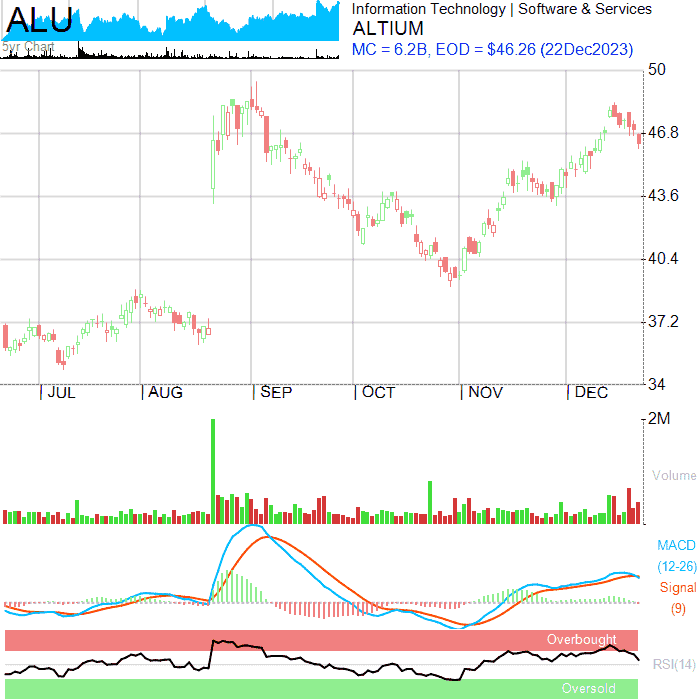 ALU
5yr Chart
Information Technology | Software & Services
ALTIUM
MC = 6.2B, EOD = $46.26 (22Dec2023)
50
46.8
43.6
40.4
37.2
34
| JUL | AUG | SEP | OCT | NOV | DEC
2M
Volume
MACD
(12-26)
Signal
(9)
Overbought
RSI(14)
Oversold